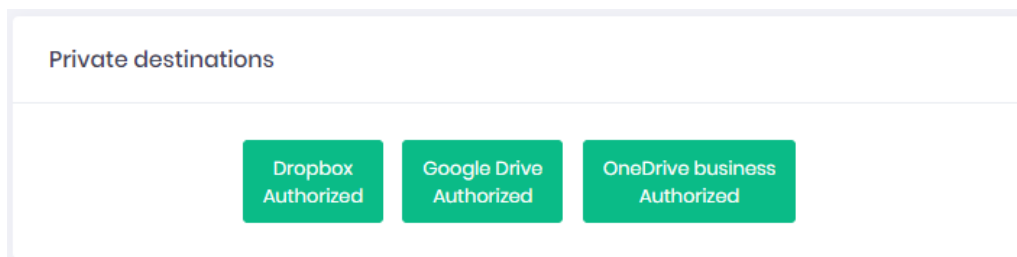 Private destinations
Dropbox
Authorized
Google Drive
Authorized
OneDrive business
Authorized